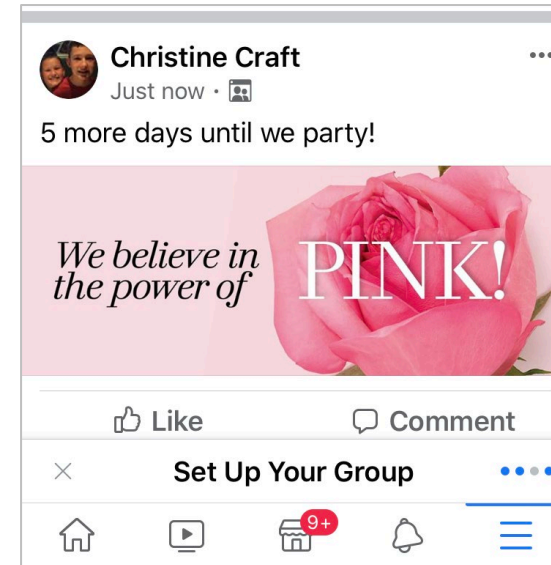 Christine Craft
Just now ·
5 more days until we party!
We believe in
the power of PINK!
Like
Comment
Set Up Your Group
9+